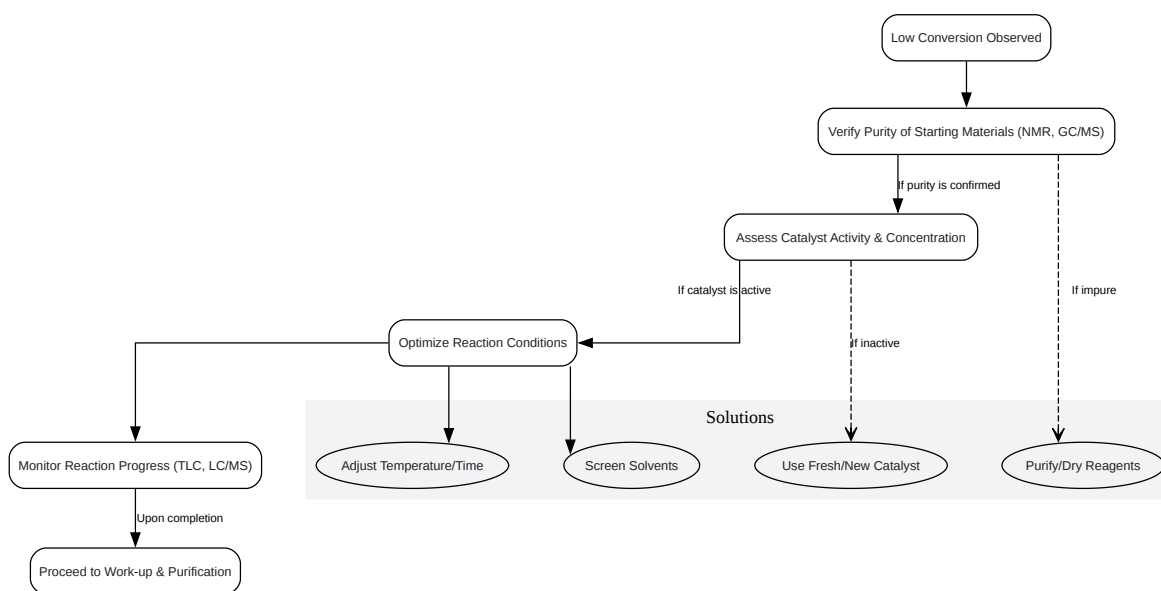 Low Conversion Observed
Verify Purity of Starting Materials (NMR, GC/MS)
If purity is confirmed
Assess Catalyst Activity & Concentration
If catalyst is active
If impure
Optimize Reaction Conditions
If inactive
Solutions
Monitor Reaction Progress (TLC, LC/MS)
Adjust Temperature/Time
Screen Solvents
Use Fresh/New Catalyst
Purify/Dry Reagents
Upon completion
Proceed to Work-up & Purification